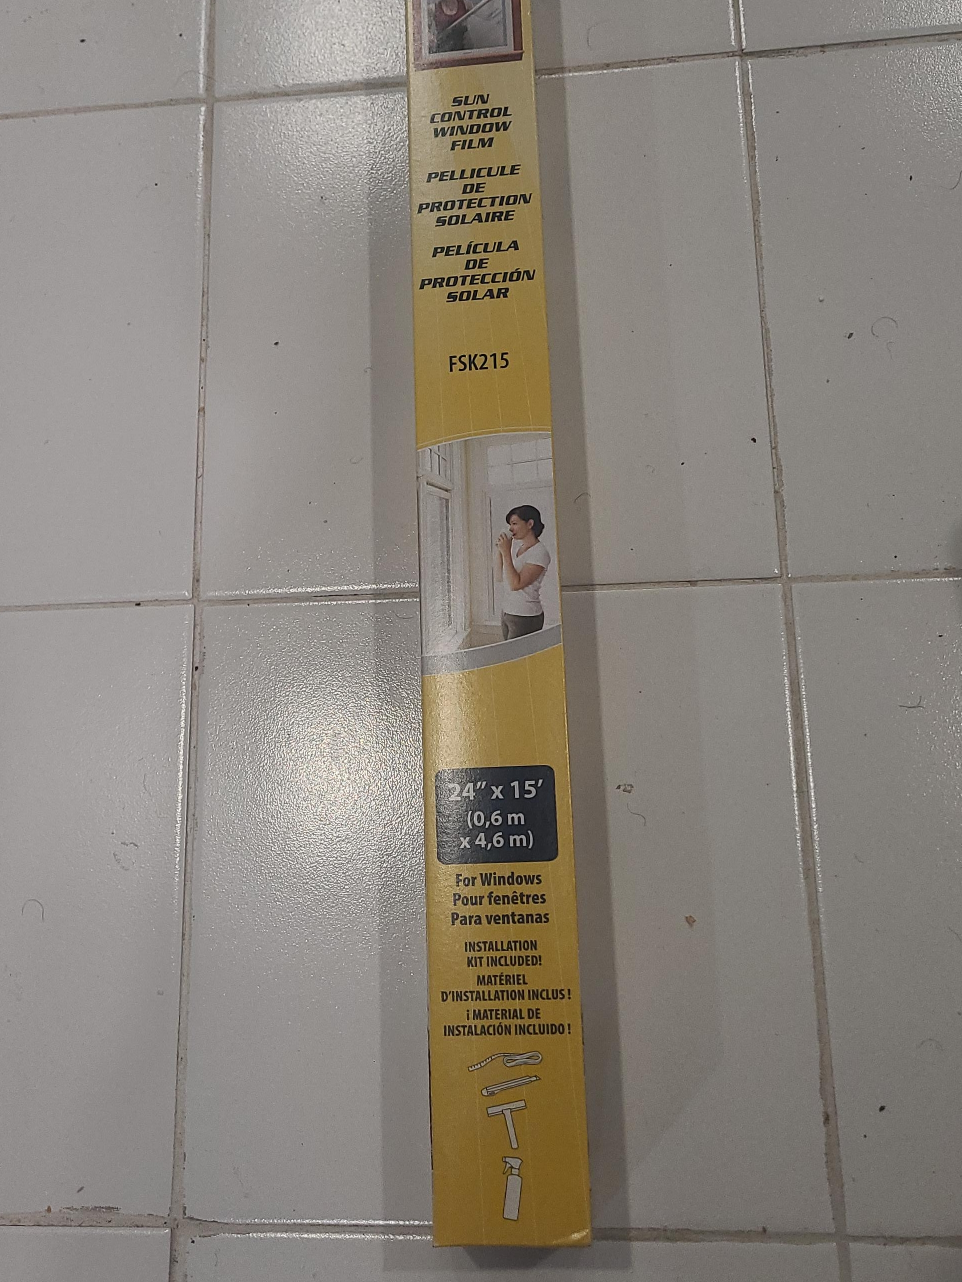 SUN
CONTROL
WINDOW
FILM
PELLICULE
DE
PROTECTION
SOLAIRE
PELÍCULA
DE
PROTECCIÓN
SOLAR
FSK215
24" x 15'
(0,6 m
x 4,6 m)
For Windows
Pour fenêtres
Para ventanas
INSTALLATION
KIT INCLUDED!
MATÉRIEL
D'INSTALLATION INCLUS !
¡ MATERIAL DE
INSTALACIÓN INCLUIDO !